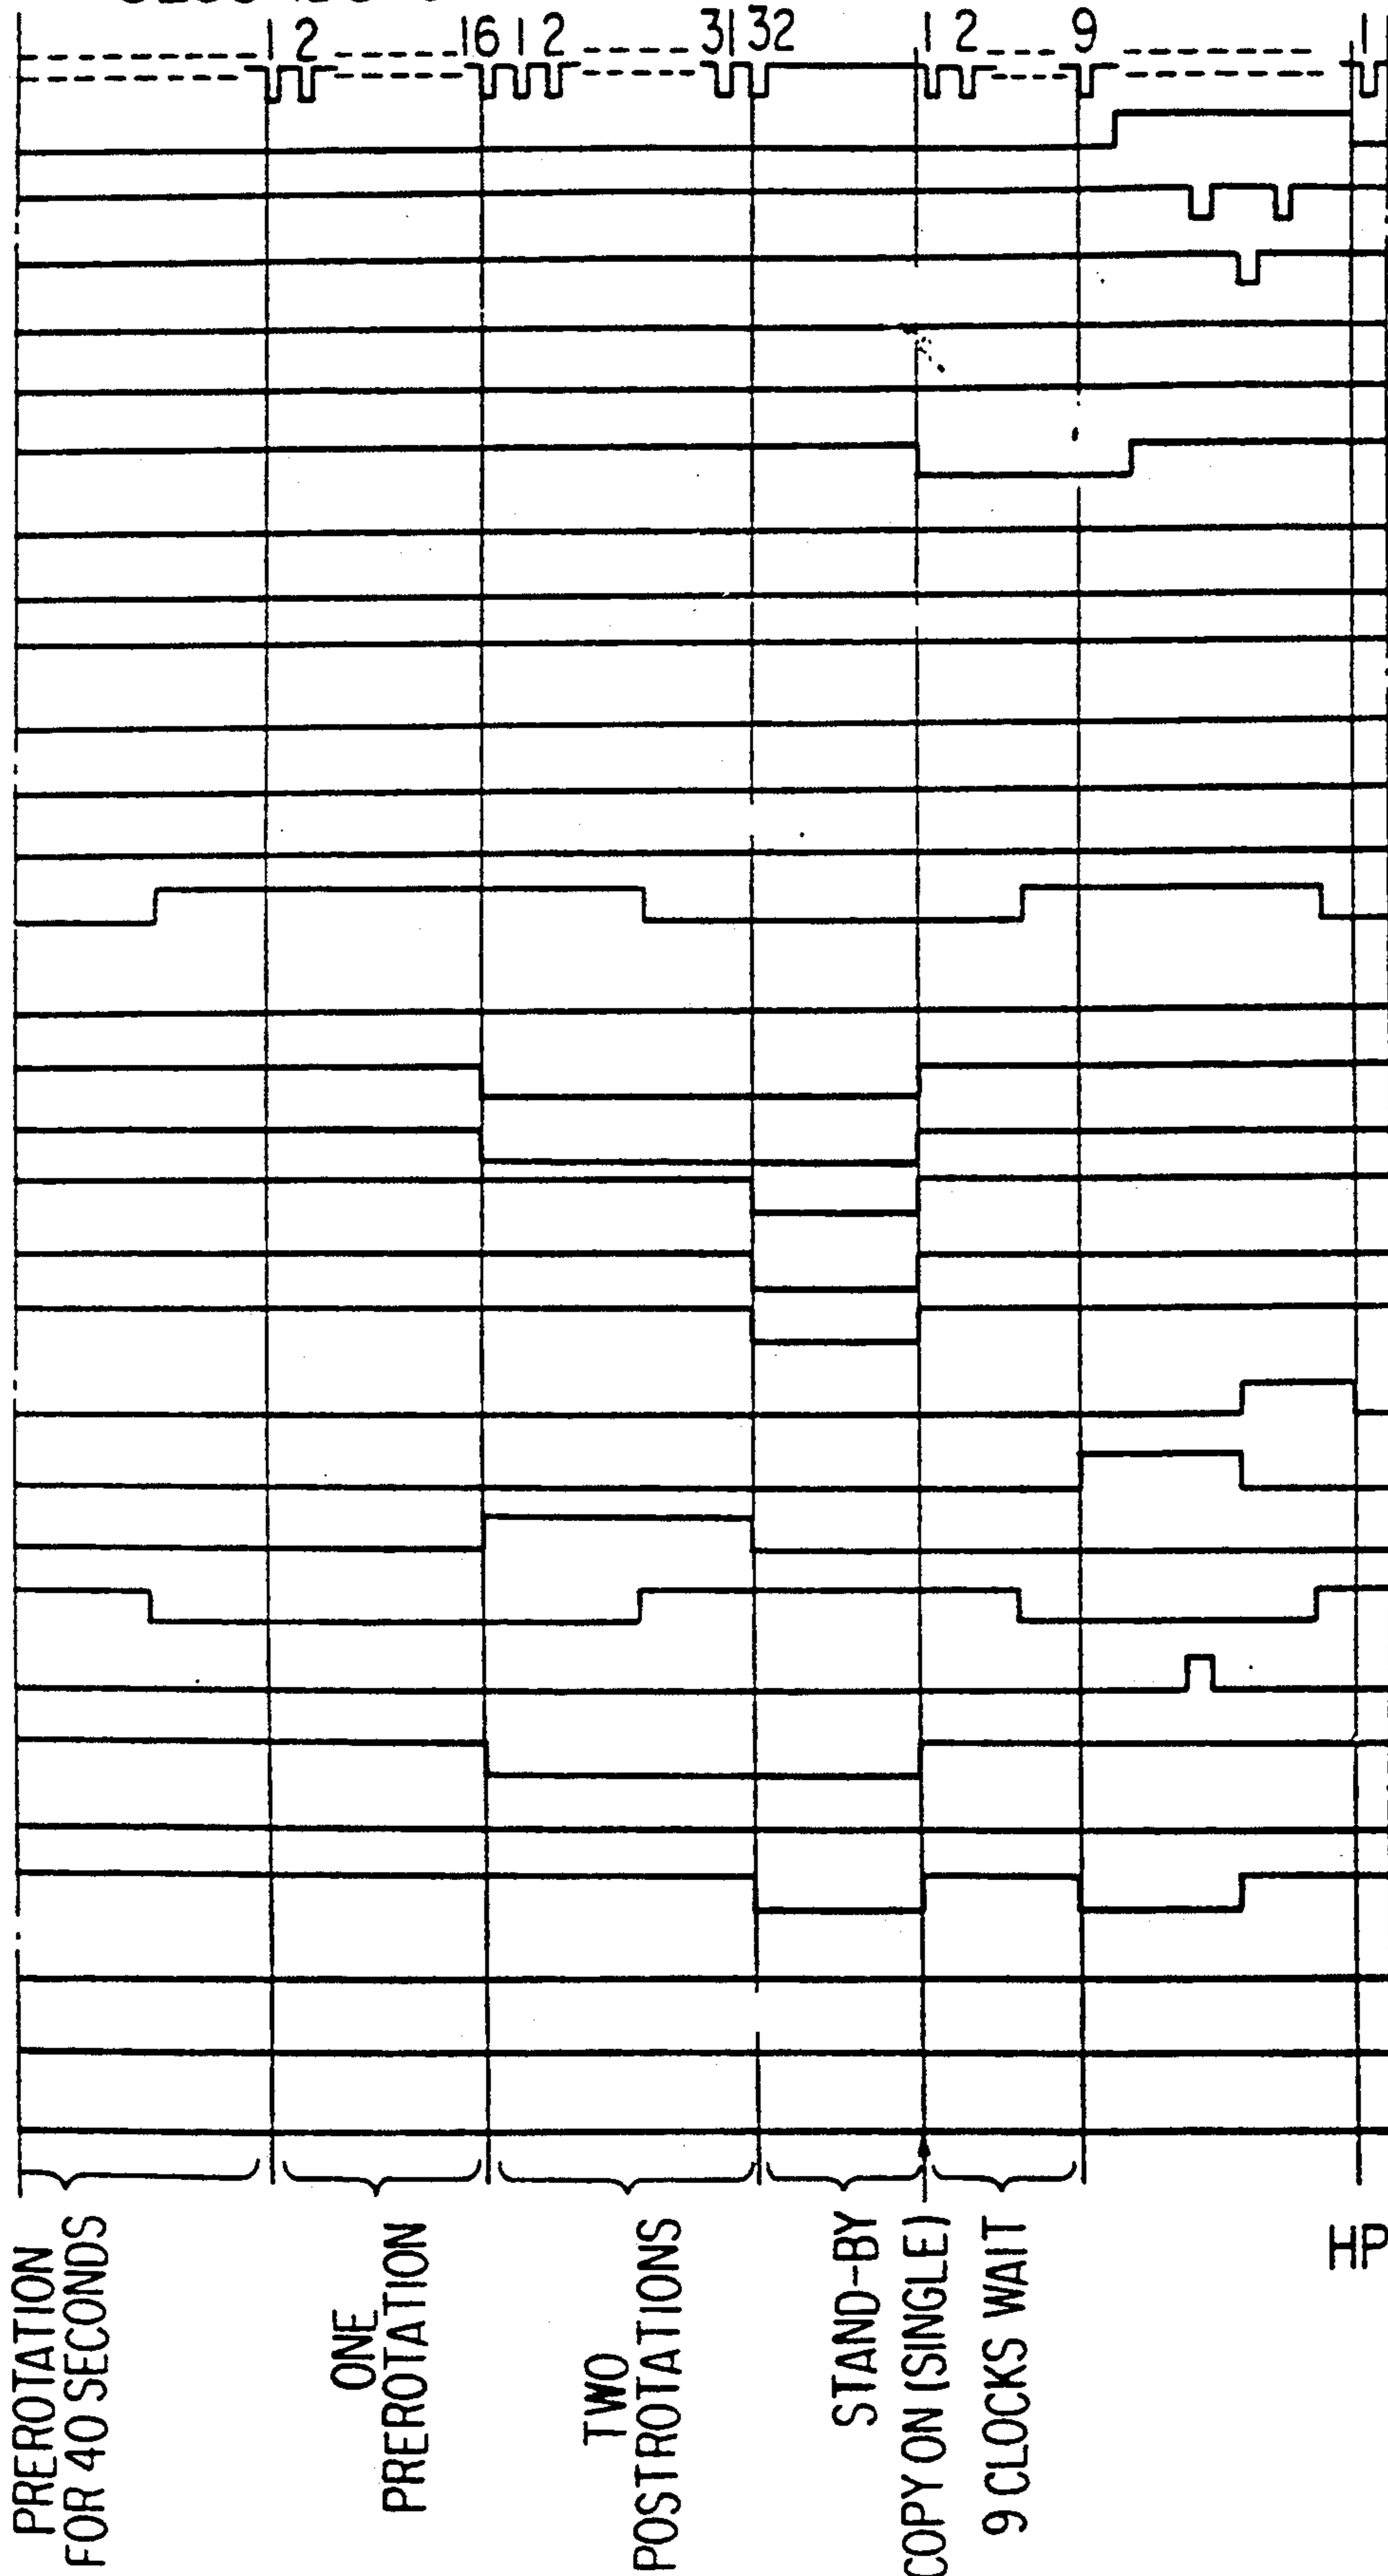 1 2 16 1 2 31 32 1 2 9 1
PREROTATION
FOR 40 SECONDS
ONE
PREROTATION
TWO
POSTROTATIONS
STAND-BY
COPY ON (SINGLE)
9 CLOCKS WAIT
HP